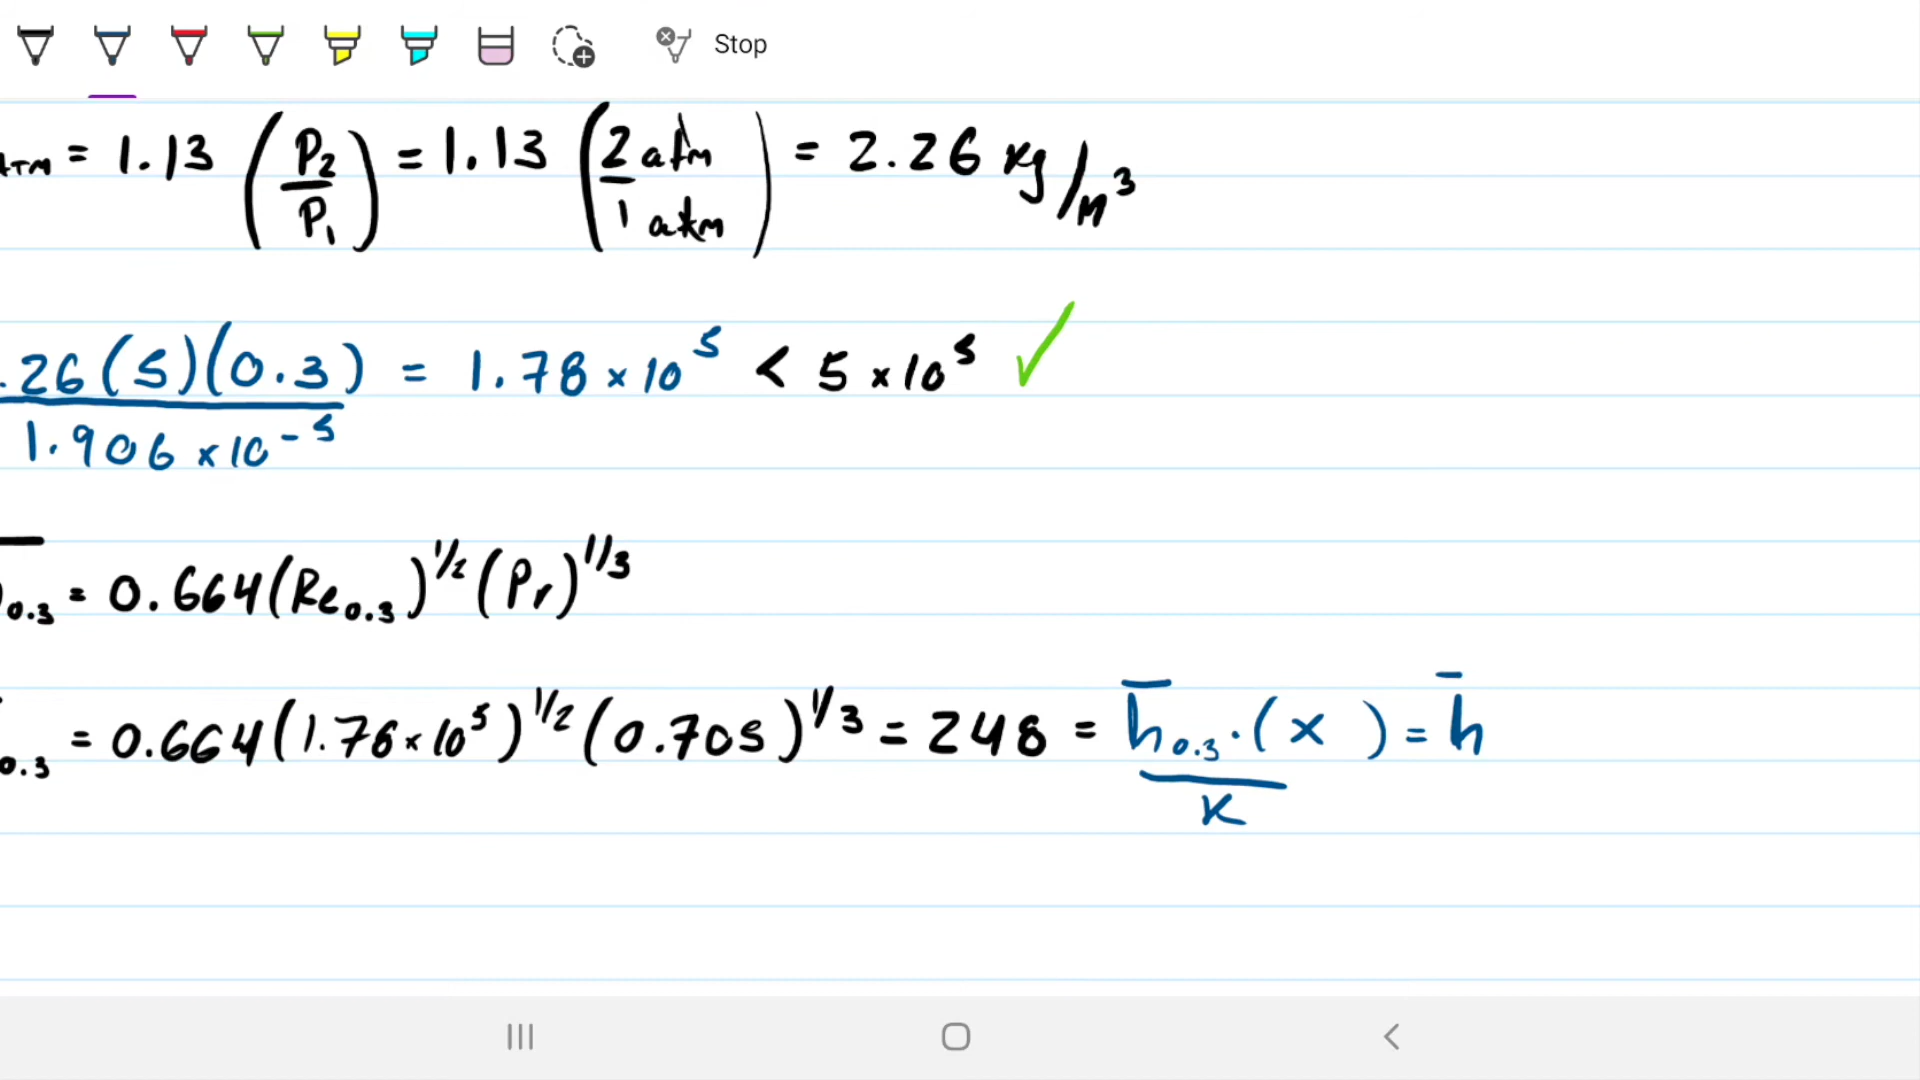 Stop
ATM = 1.13 (P2/P1) = 1.13 (2 atm/1 atm) = 2.26 kg/m³
.26(5)(0.3)/1.906 × 10⁻⁵ = 1.78 × 10⁵ < 5 × 10⁵ ✓
0.3 = 0.664(Re0.3)^1/2 (Pr)^1/3
0.3 = 0.664(1.76 × 10⁵)^1/2 (0.705)^1/3 = 248 = h̄0.3 · (x)/k = h̄